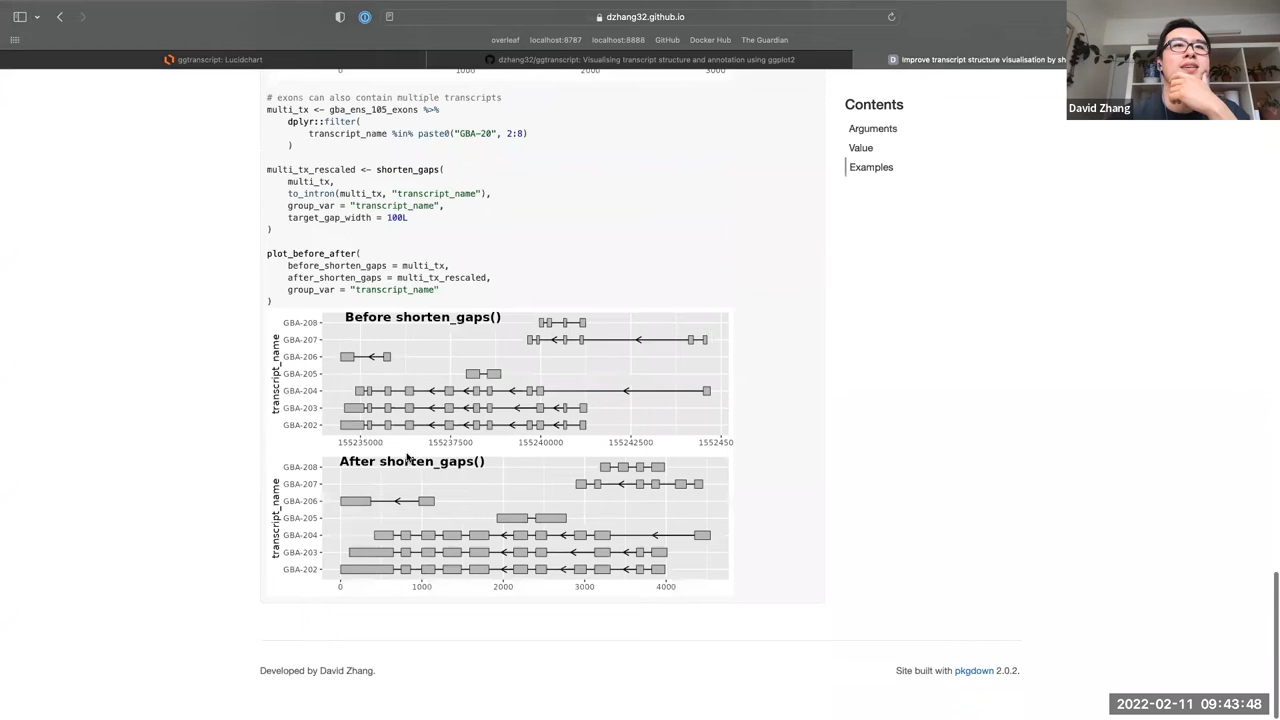 dzhang32.github.io
overleaf localhost:8787 localhost:8888 GitHub Docker Hub The Guardian
ggtranscript: Lucidchart
dzhang32/ggtranscript: Visualising transcript structure and annotation using ggplot2
D Improve transcript structure visualisation by sh
David Zhang
0 1000 2000 3000
# exons can also contain multiple transcripts
multi_tx <- gba_ens_105_exons %>%
dplyr::filter(
transcript_name %in% paste0("GBA-20", 2:8)
)
multi_tx_rescaled <- shorten_gaps(
multi_tx,
to_intron(multi_tx, "transcript_name"),
group_var = "transcript_name",
target_gap_width = 100L
)
plot_before_after(
before_shorten_gaps = multi_tx,
after_shorten_gaps = multi_tx_rescaled,
group_var = "transcript_name"
)
Before shorten_gaps()
transcript_name
GBA-208
GBA-207
GBA-206
GBA-205
GBA-204
GBA-203
GBA-202
155235000 155237500 155240000 155242500 1552450
After shorten_gaps()
transcript_name
GBA-208
GBA-207
GBA-206
GBA-205
GBA-204
GBA-203
GBA-202
0 1000 2000 3000 4000
Contents
Arguments
Value
Examples
Developed by David Zhang.
Site built with pkgdown 2.0.2.
2022-02-11 09:43:48